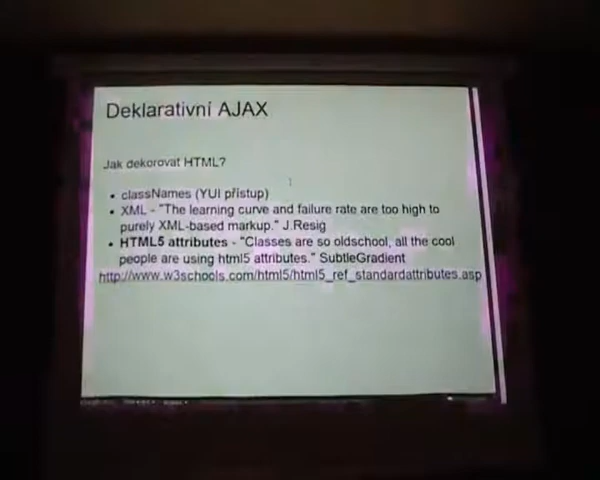 Deklarativní AJAX
Jak dekorovat HTML?
• classNames (YUI přístup)
• XML - "The learning curve and failure rate are too high to
purely XML-based markup." J.Resig
• HTML5 attributes - "Classes are so oldschool, all the cool
people are using html5 attributes." SubtleGradient
http://www.w3schools.com/html5/html5_ref_standardattributes.asp